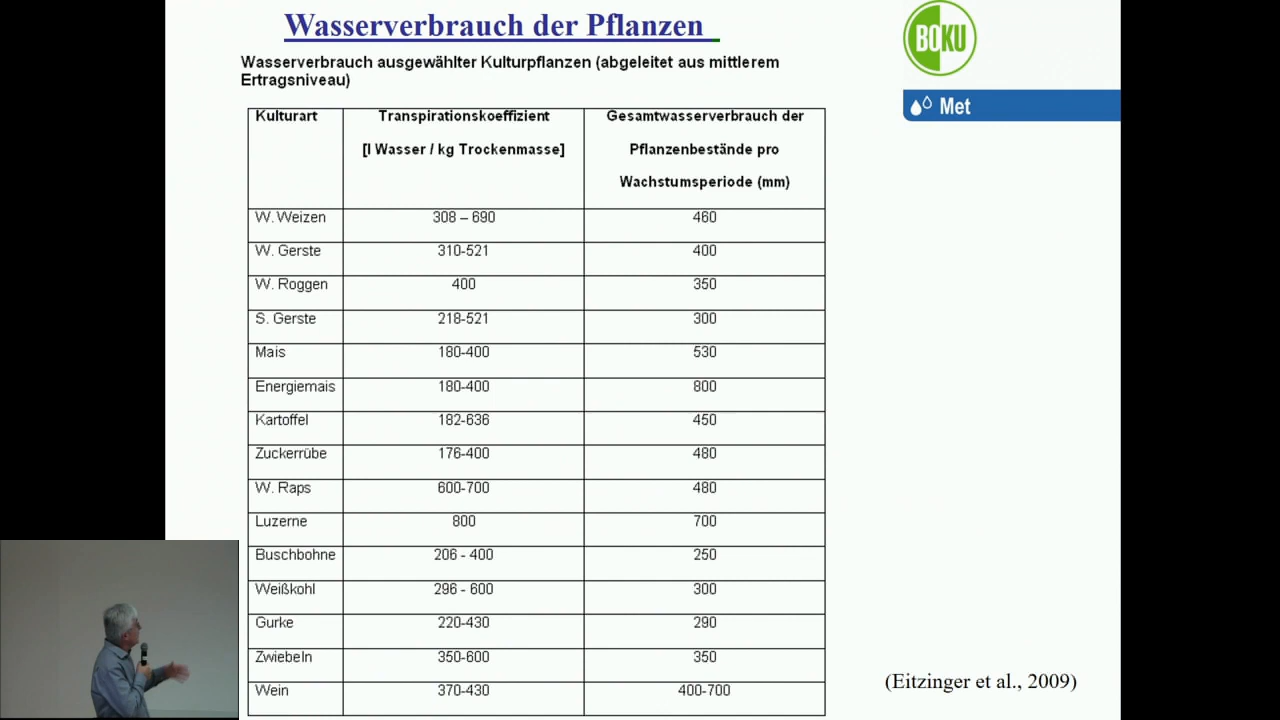 Wasserverbrauch der Pflanzen
BOKU
Met
Wasserverbrauch ausgewählter Kulturpflanzen (abgeleitet aus mittlerem
Ertragsniveau)
Kulturart Transpirationskoeffizient [l Wasser / kg Trockenmasse] Gesamtwasserverbrauch der Pflanzenbestände pro Wachstumsperiode (mm)
W. Weizen 308 – 690 460
W. Gerste 310-521 400
W. Roggen 400 350
S. Gerste 218-521 300
Mais 180-400 530
Energiemais 180-400 800
Kartoffel 182-636 450
Zuckerrübe 176-400 480
W. Raps 600-700 480
Luzerne 800 700
Buschbohne 206 - 400 250
Weißkohl 296 - 600 300
Gurke 220-430 290
Zwiebeln 350-600 350
Wein 370-430 400-700
(Eitzinger et al., 2009)